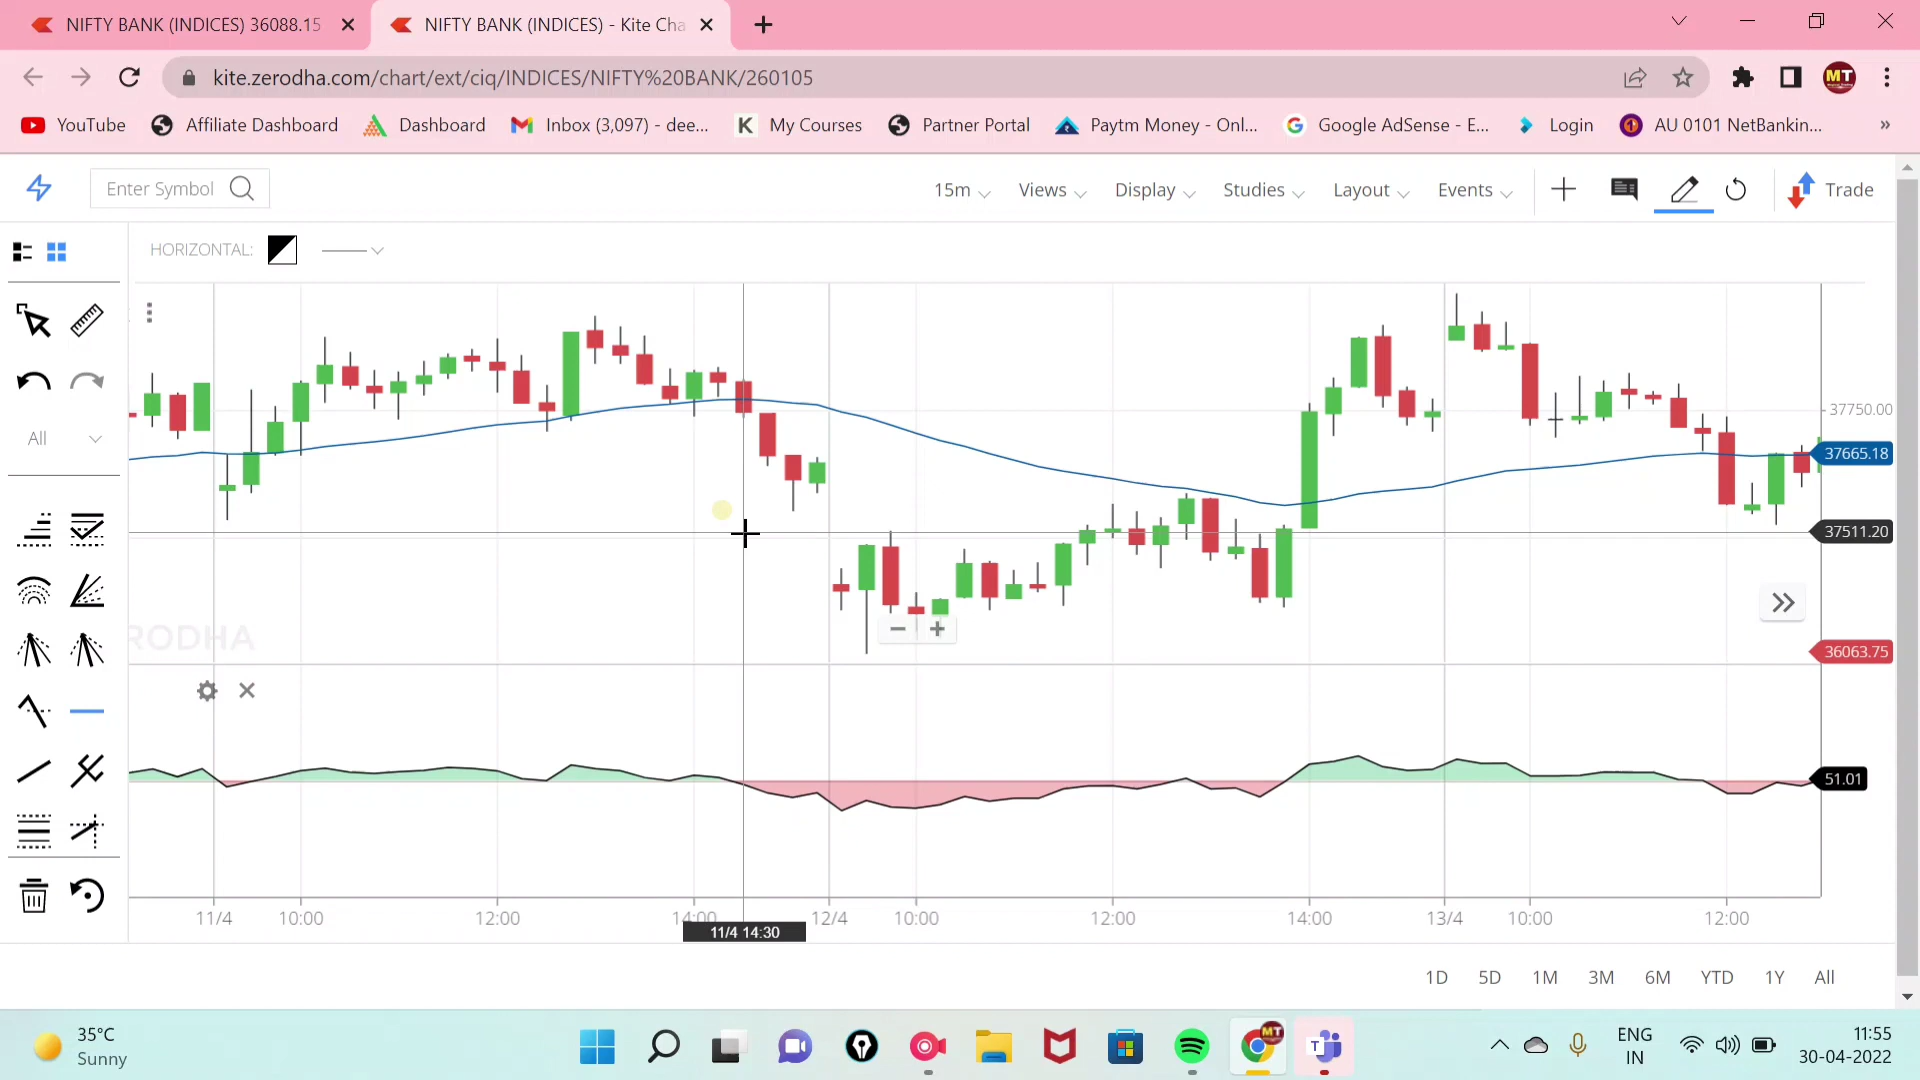 NIFTY BANK (INDICES) 36088.15
NIFTY BANK (INDICES) - Kite Cha
kite.zerodha.com/chart/ext/ciq/INDICES/NIFTY%20BANK/260105
MT
YouTube
Affiliate Dashboard
Dashboard
Inbox (3,097) - dee...
K My Courses
Partner Portal
Paytm Money - Onl...
Google AdSense - E...
Login
AU 0101 NetBankin...
»
Enter Symbol
15m
Views
Display
Studies
Layout
Events
Trade
HORIZONTAL:
All
37750.00
37665.18
37511.20
36063.75
RODHA
51.01
11/4
10:00
12:00
14:00
12/4
10:00
12:00
14:00
13/4
10:00
12:00
11/4 14:30
1D 5D 1M 3M 6M YTD 1Y All
35°C
Sunny
MT
T
ENG
IN
11:55
30-04-2022